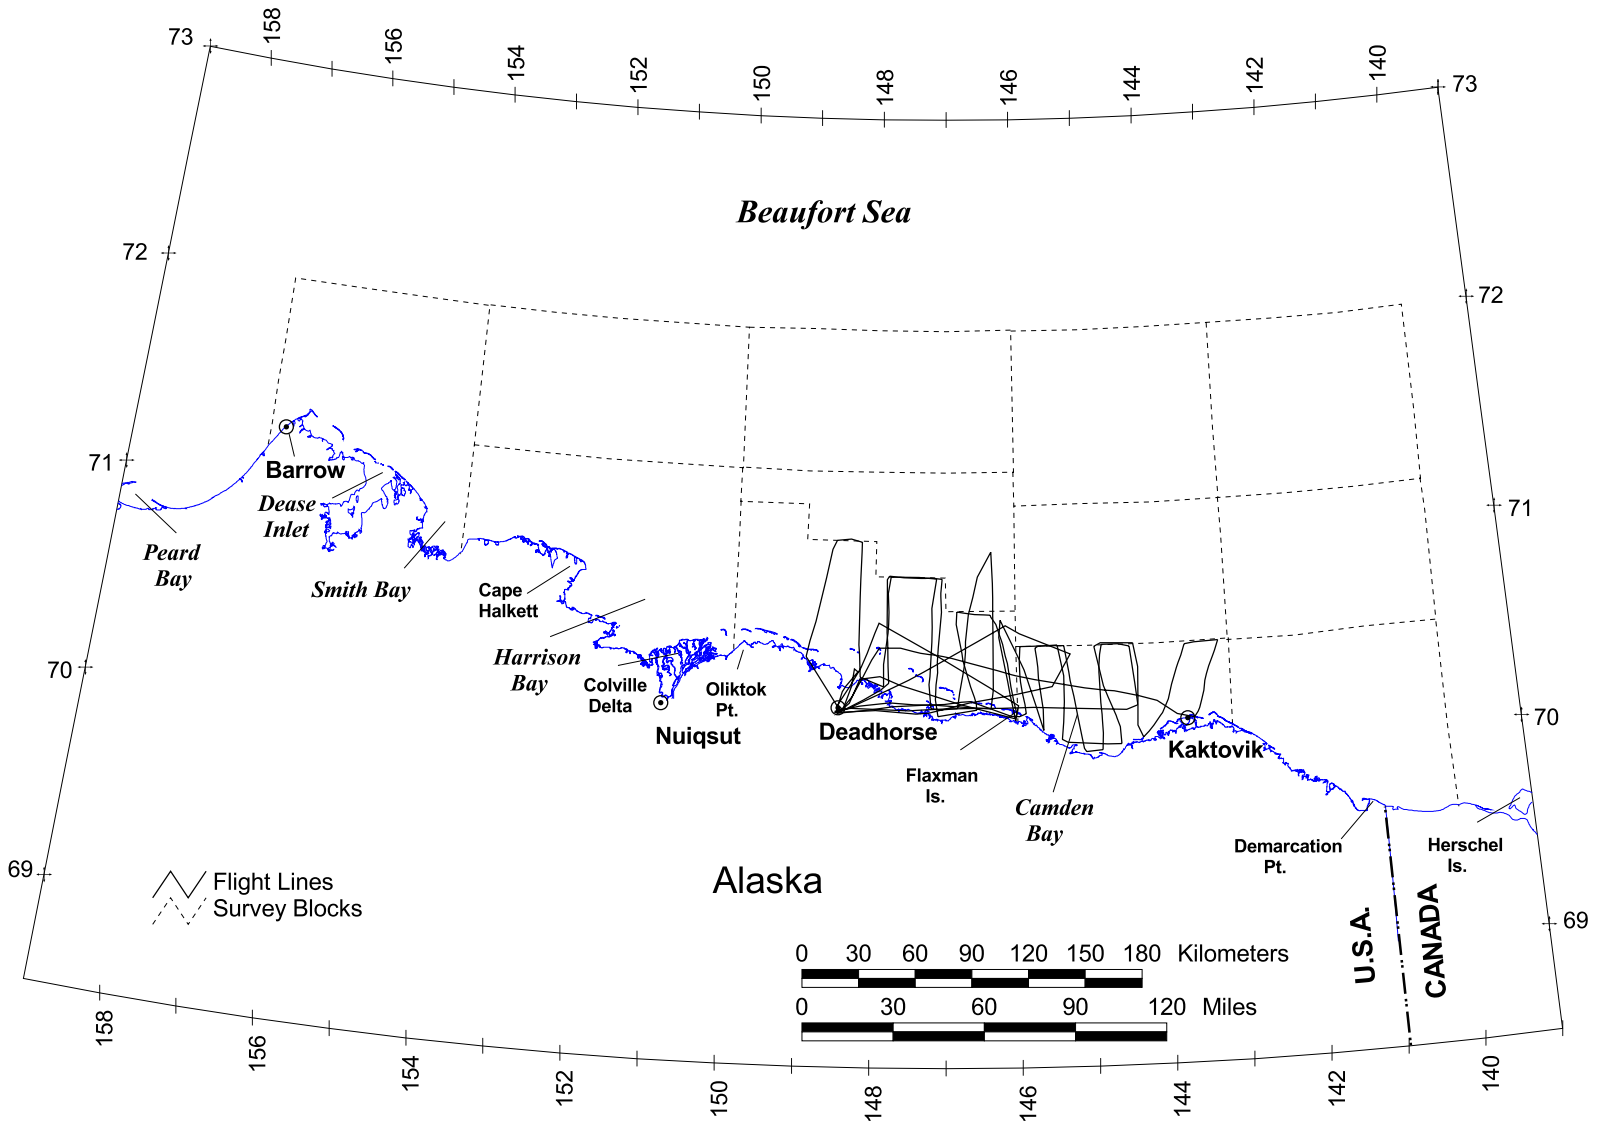 158
156
154
152
150
148
146
144
142
140
73
73
Beaufort Sea
72
72
71
71
Barrow
Dease
Inlet
Peard
Bay
Smith Bay
Cape
Halkett
Harrison
Bay
Colville
Delta
Oliktok
Pt.
70
70
Nuiqsut
Deadhorse
Kaktovik
Flaxman
Is.
Camden
Bay
Demarcation
Pt.
Herschel
Is.
69
69
Flight Lines
Survey Blocks
Alaska
U.S.A.
CANADA
0 30 60 90 120 150 180 Kilometers
0 30 60 90 120 Miles
158
156
154
152
150
148
146
144
142
140